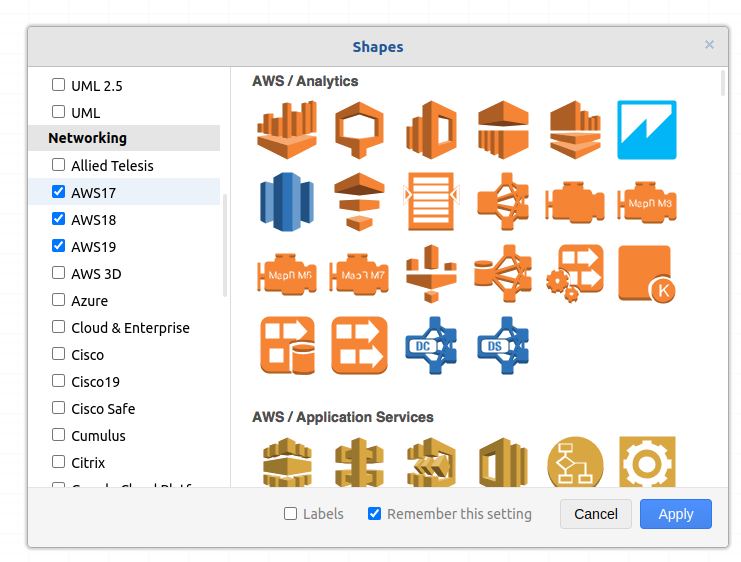 Shapes
×
UML 2.5
UML
Networking
Allied Telesis
AWS17
AWS18
AWS19
AWS 3D
Azure
Cloud & Enterprise
Cisco
Cisco19
Cisco Safe
Cumulus
Citrix
AWS / Analytics
MapR M3
MapR M5
MapR M7
K
DC
DS
AWS / Application Services
Labels
Remember this setting
Cancel
Apply